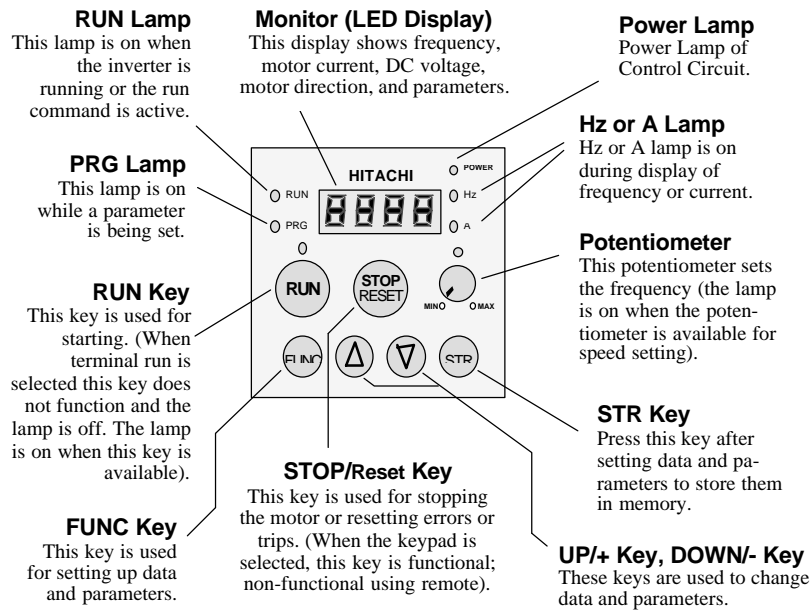 RUN Lamp
This lamp is on when
the inverter is
running or the run
command is active.
Monitor (LED Display)
This display shows frequency,
motor current, DC voltage,
motor direction, and parameters.
Power Lamp
Power Lamp of
Control Circuit.
Hz or A Lamp
Hz or A lamp is on
during display of
frequency or current.
PRG Lamp
This lamp is on
while a parameter
is being set.
HITACHI
POWER
RUN
Hz
8888
PRG
A
RUN
STOP
RESET
MIN
MAX
FUNC
STR
Potentiometer
This potentiometer sets
the frequency (the lamp
is on when the poten-
tiometer is available for
speed setting).
RUN Key
This key is used for
starting. (When
terminal run is
selected this key does
not function and the
lamp is off. The lamp
is on when this key is
available).
STR Key
Press this key after
setting data and pa-
rameters to store them
in memory.
FUNC Key
This key is used
for setting up data
and parameters.
STOP/Reset Key
This key is used for stopping
the motor or resetting errors or
trips. (When the keypad is
selected, this key is functional;
non-functional using remote).
UP/+ Key, DOWN/- Key
These keys are used to change
data and parameters.